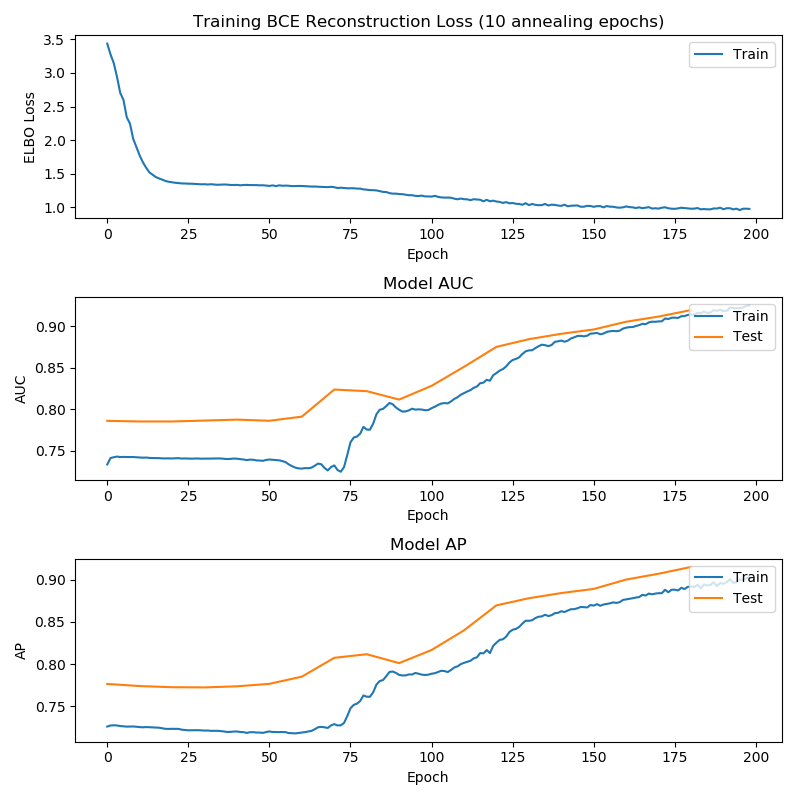 Training BCE Reconstruction Loss (10 annealing epochs)
3.5
3.0
2.5
2.0
1.5
1.0
ELBO Loss
Train
0 25 50 75 100 125 150 175 200
Epoch
Model AUC
0.90
0.85
0.80
0.75
AUC
Train
Test
0 25 50 75 100 125 150 175 200
Epoch
Model AP
0.90
0.85
0.80
0.75
AP
Train
Test
0 25 50 75 100 125 150 175 200
Epoch